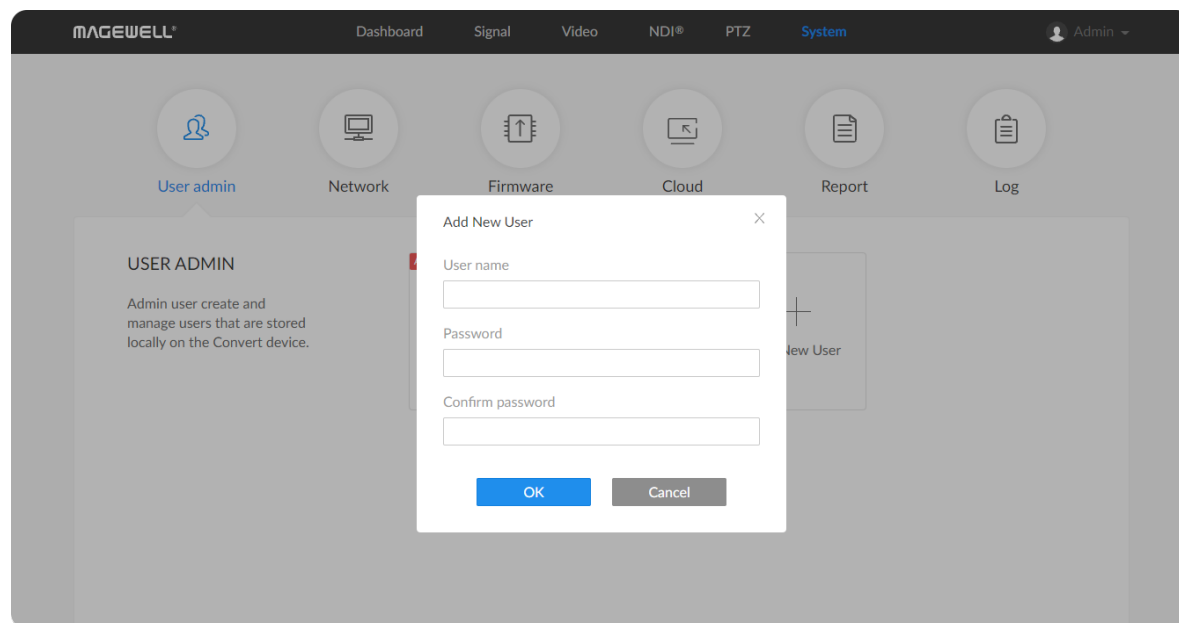 MAGEWELL®
Dashboard Signal Video NDI® PTZ System Admin
User admin Network Firmware Cloud Report Log
Add New User
USER ADMIN
Admin user create and
manage users that are stored
locally on the Convert device.
User name
Password
Confirm password
OK Cancel
New User